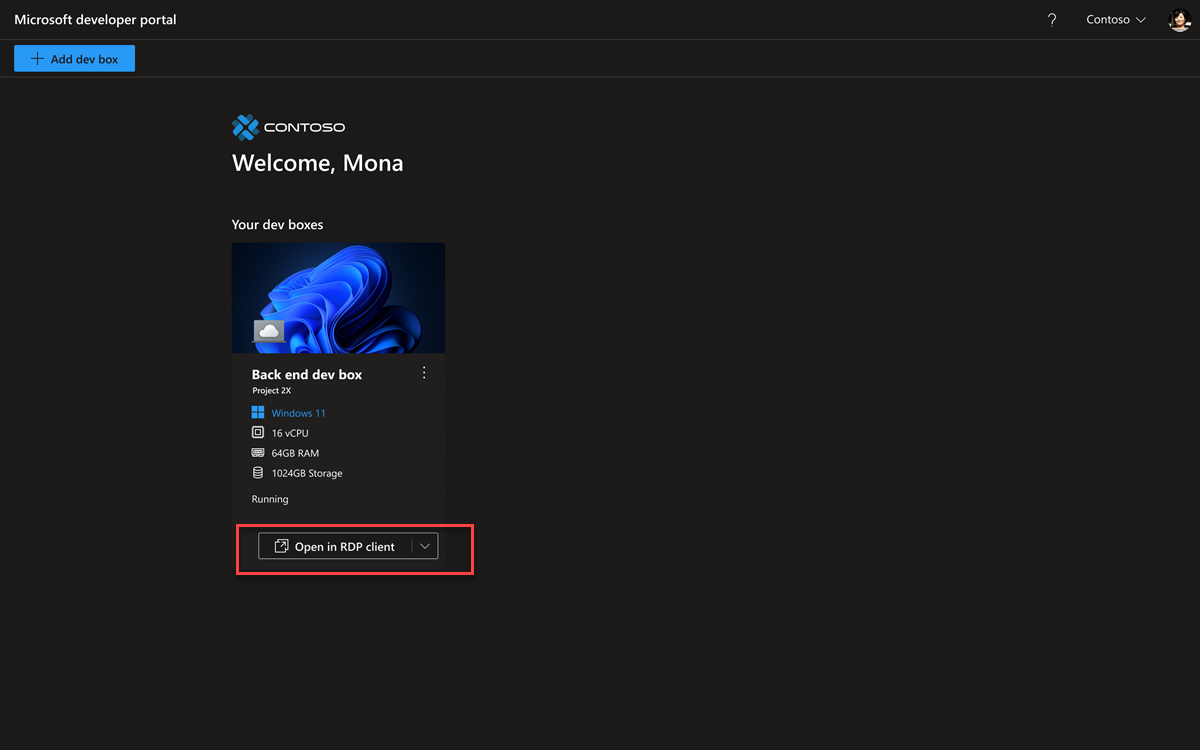 Microsoft developer portal
?
Contoso
Add dev box
CONTOSO
Welcome, Mona
Your dev boxes
Back end dev box
Project 2X
Windows 11
16 vCPU
64GB RAM
1024GB Storage
Running
Open in RDP client